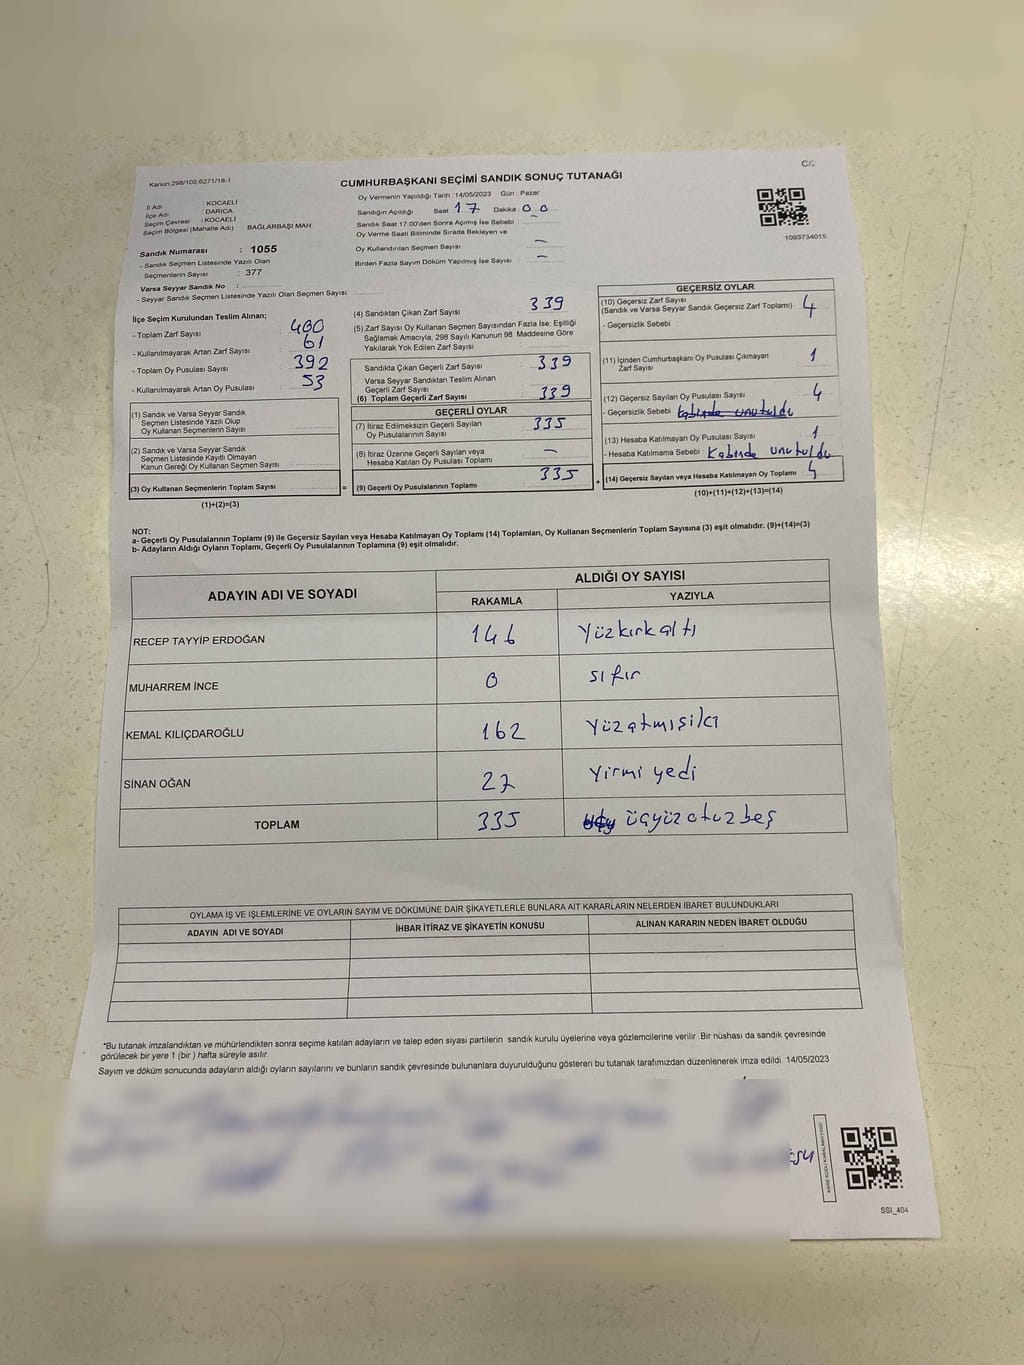 C/2
Kanun:298/105;6271/18-1
CUMHURBAŞKANI SEÇİMİ SANDIK SONUÇ TUTANAĞI
İl Adı : KOCAELİ
İlçe Adı : DARICA
Seçim Çevresi : KOCAELİ
Seçim Bölgesi (Mahalle Adı) : BAĞLARBAŞI MAH
Sandık Numarası : 1055
- Sandık Seçmen Listesinde Yazılı Olan
Seçmenlerin Sayısı : 377
Varsa Seyyar Sandık No :
- Seyyar Sandık Seçmen Listesinde Yazılı Olan Seçmen Sayısı:
Oy Vermenin Yapıldığı Tarih :14/05/2023 Gün : Pazar
Sandığın Açıldığı Saat 17 Dakika 00
Sandık Saat 17.00'den Sonra Açımış İse Sebebi : -
Oy Verme Saati Bitiminde Sırada Bekleyen ve
Oy Kullandırılan Seçmen Sayısı : -
Birden Fazla Sayım Döküm Yapılmış İse Sayısı : -
1093734015
İlçe Seçim Kurulundan Teslim Alınan;
- Toplam Zarf Sayısı 400
- Kullanılmayarak Artan Zarf Sayısı 61
- Toplam Oy Pusulası Sayısı 392
- Kullanılmayarak Artan Oy Pusulası 53
(1) Sandık ve Varsa Seyyar Sandık
Seçmen Listesinde Yazılı Olup
Oy Kullanan Seçmenlerin Sayısı
(2) Sandık ve Varsa Seyyar Sandık
Seçmen Listesinde Kaydı Olmayan
Kanun Gereği Oy Kullanan Seçmen Sayısı
(3) Oy Kullanan Seçmenlerin Toplam Sayısı
(1)+(2)=(3)
=
(4) Sandıktan Çıkan Zarf Sayısı : 339
(5) Zarf Sayısı Oy Kullanan Seçmen Sayısından Fazla İse, Eşitliği
Sağlamak Amacıyla; 298 Sayılı Kanunun 98. Maddesine Göre
Yakılarak Yok Edilen Zarf Sayısı
Sandıkta Çıkan Geçerli Zarf Sayısı : 339
Varsa Seyyar Sandıktan Teslim Alınan
Geçerli Zarf Sayısı
(6) Toplam Geçerli Zarf Sayısı : 339
GEÇERLİ OYLAR
(7) İtiraz Edilmeksizin Geçerli Sayılan
Oy Pusulalarının Sayısı : 335
(8) İtiraz Üzerine Geçerli Sayılan veya
Hesaba Katılan Oy Pusulası Toplamı : -
(9) Geçerli Oy Pusulalarının Toplamı : 335
+
GEÇERSİZ OYLAR
(10) Geçersiz Zarf Sayısı
(Sandık ve Varsa Seyyar Sandık Geçersiz Zarf Toplamı) : 4
- Geçersizlik Sebebi :
(11) İçinden Cumhurbaşkanı Oy Pusulası Çıkmayan
Zarf Sayısı 1
(12) Geçersiz Sayılan Oy Pusulası Sayısı 4
- Geçersizlik Sebebi Kabinde unutuldu
(13) Hesaba Katılmayan Oy Pusulası Sayısı 1
- Hesaba Katılmama Sebebi : Kabinde unutuldu
(14) Geçersiz Sayılan veya Hesaba Katılmayan Oy Toplamı
(10)+(11)+(12)+(13)=(14)
NOT:
a- Geçerli Oy Pusulalarının Toplamı (9) ile Geçersiz Sayılan veya Hesaba Katılmayan Oy Toplamı (14) Toplamları, Oy Kullanan Seçmenlerin Toplam Sayısına (3) eşit olmalıdır. (9)+(14)=(3)
b- Adayların Aldığı Oyların Toplamı, Geçerli Oy Pusulalarının Toplamına (9) eşit olmalıdır.
ADAYIN ADI VE SOYADI
ALDIĞI OY SAYISI
RAKAMLA YAZIYLA
RECEP TAYYİP ERDOĞAN 146 Yüzkırkaltı
MUHARREM İNCE 0 sıfır
KEMAL KILIÇDAROĞLU 162 Yüzatmışiki
SİNAN OĞAN 27 Yirmi yedi
TOPLAM 335 üçyüzotuzbeş
OYLAMA İŞ VE İŞLEMLERİNE VE OYLARIN SAYIM VE DÖKÜMÜNE DAİR ŞİKAYETLERLE BUNLARA AİT KARARLARIN NELERDEN İBARET BULUNDUKLARI
ADAYIN ADI VE SOYADI İHBAR İTİRAZ VE ŞİKAYETİN KONUSU ALINAN KARARIN NEDEN İBARET OLDUĞU
*Bu tutanak imzalandıktan ve mühürlendikten sonra seçime katılan adayların ve talep eden siyasi partilerin sandık kurulu üyelerine veya gözlemcilerine verilir. Bir nüshası da sandık çevresinde
görülecek bir yere 1 (bir ) hafta süreyle asılır.
Sayım ve döküm sonucunda adayların aldığı oyların sayılarını ve bunların sandık çevresinde bulunanlara duyurulduğunu gösteren bu tutanak tarafımızdan düzenlenerek imza edildi. 14/05/2023
SSI_404